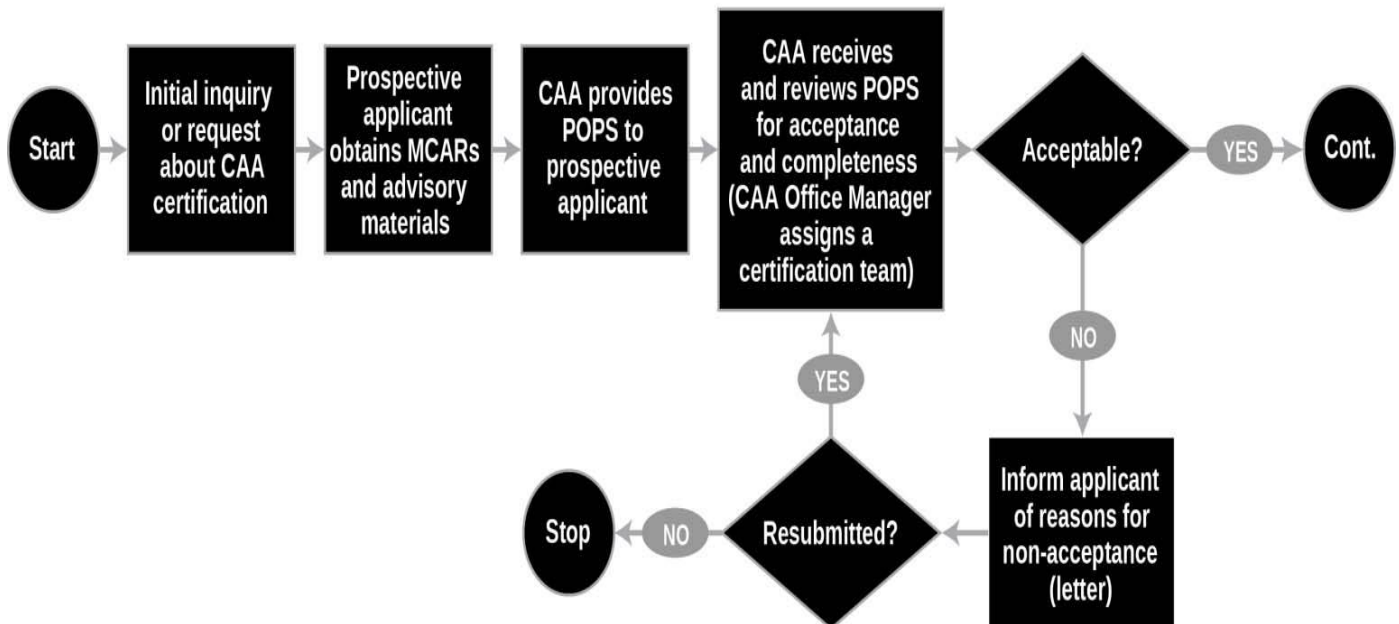 Start
Initial inquiry
or request
about CAA
certification
Prospective
applicant
obtains MCARs
and advisory
materials
CAA provides
POPS to
prospective
applicant
CAA receives
and reviews POPS
for acceptance
and completeness
(CAA Office Manager
assigns a
certification team)
Acceptable?
YES
Cont.
NO
Inform applicant
of reasons for
non-acceptance
(letter)
Resubmitted?
YES
NO
Stop